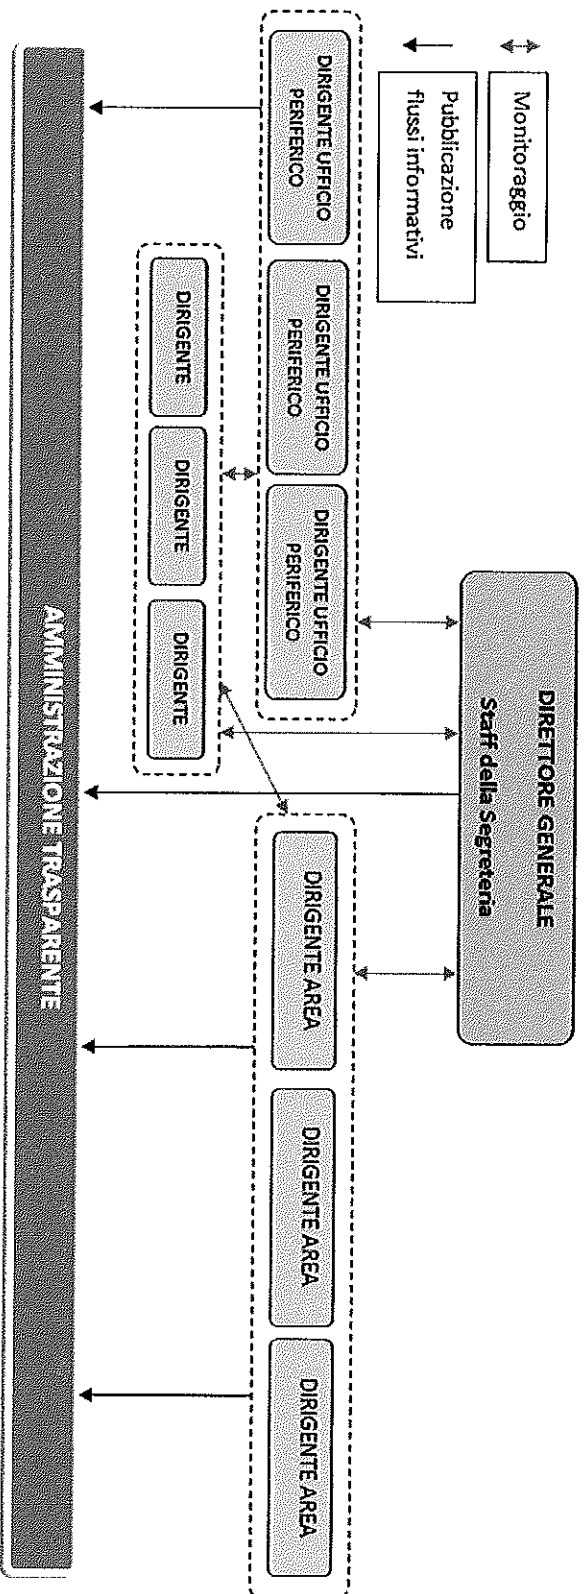 DIRETTORE GENERALE
Staff della Segreteria
Monitoraggio
Pubblicazione
flussi informativi
DIRIGENTE UFFICIO
PERIFERICO
DIRIGENTE UFFICIO
PERIFERICO
DIRIGENTE UFFICIO
PERIFERICO
DIRIGENTE AREA
DIRIGENTE AREA
DIRIGENTE AREA
DIRIGENTE
DIRIGENTE
DIRIGENTE
AMMINISTRAZIONE TRASPARENTE